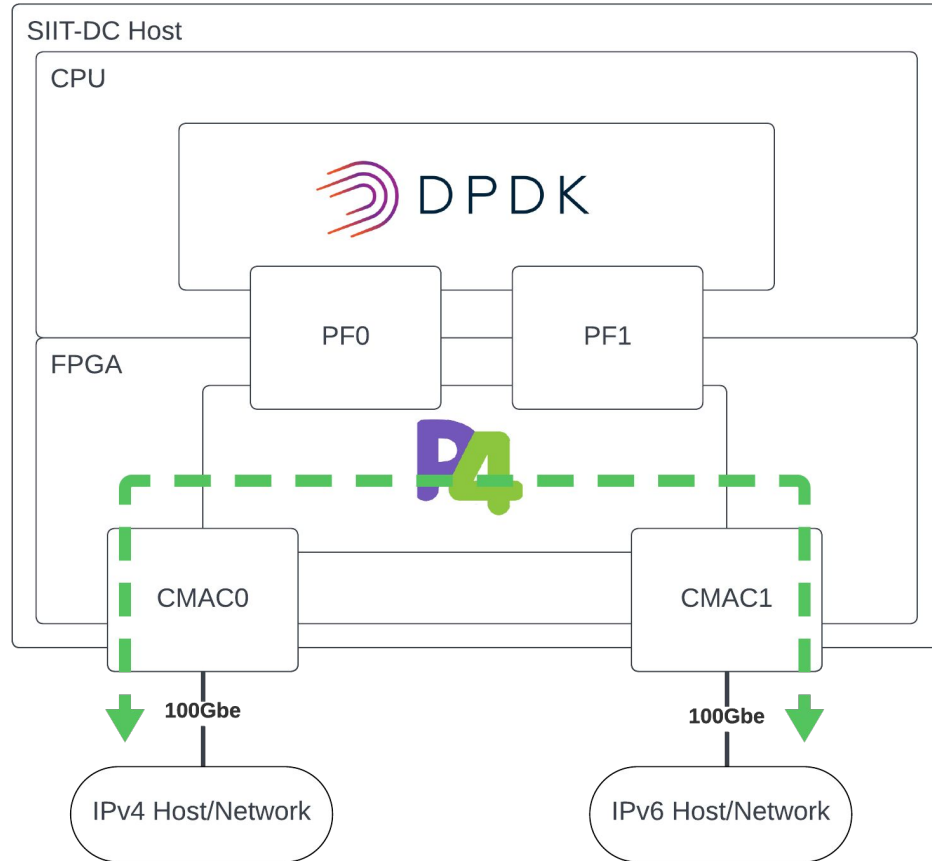 SIIT-DC Host
CPU
DPDK
PF0
PF1
FPGA
P4
CMAC0
CMAC1
100Gbe
100Gbe
IPv4 Host/Network
IPv6 Host/Network